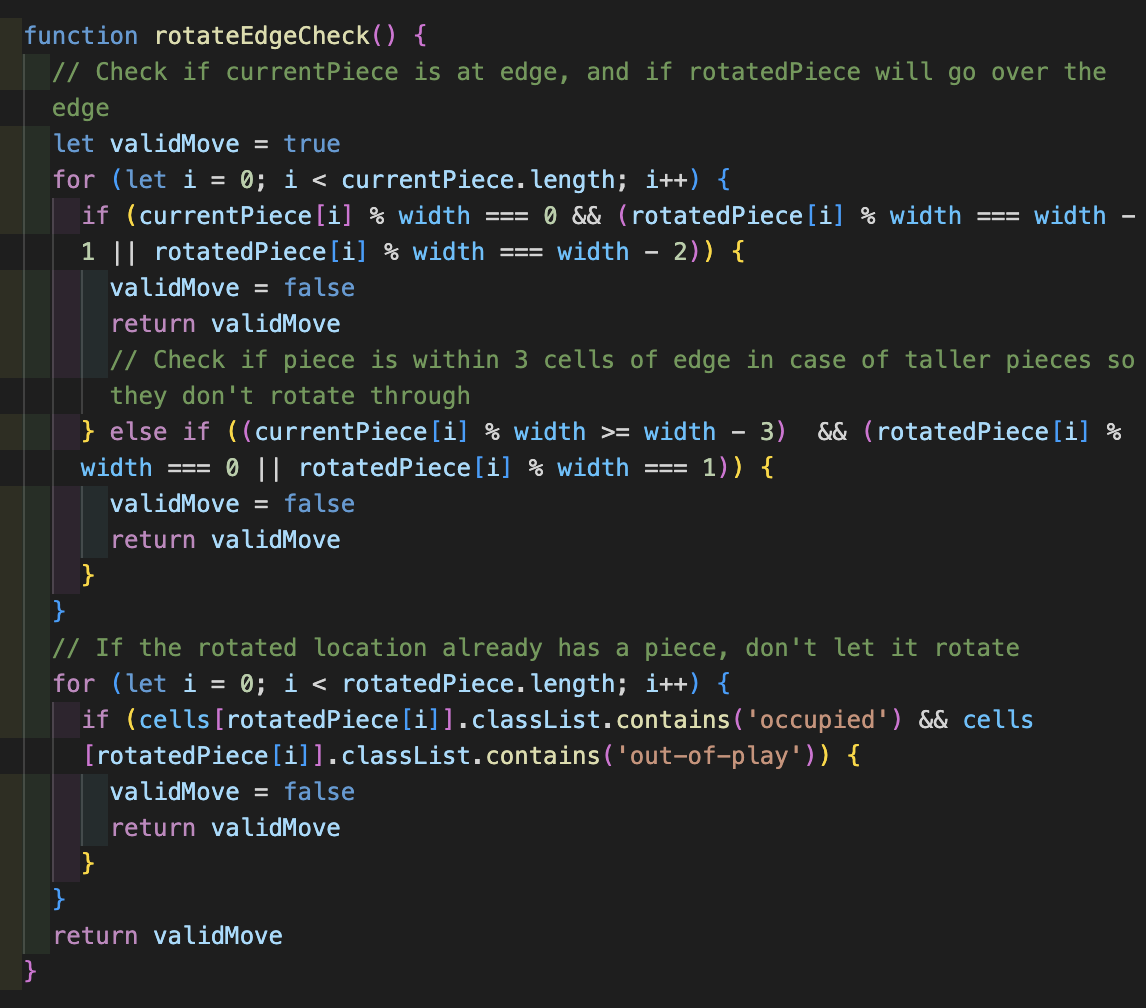 function rotateEdgeCheck() {
  // Check if currentPiece is at edge, and if rotatedPiece will go over the
  edge
  let validMove = true
  for (let i = 0; i < currentPiece.length; i++) {
    if (currentPiece[i] % width === 0 && (rotatedPiece[i] % width === width -
    1 || rotatedPiece[i] % width === width - 2)) {
      validMove = false
      return validMove
      // Check if piece is within 3 cells of edge in case of taller pieces so
      they don't rotate through
    } else if ((currentPiece[i] % width >= width - 3)  && (rotatedPiece[i] %
    width === 0 || rotatedPiece[i] % width === 1)) {
      validMove = false
      return validMove
    }
  }
  // If the rotated location already has a piece, don't let it rotate
  for (let i = 0; i < rotatedPiece.length; i++) {
    if (cells[rotatedPiece[i]].classList.contains('occupied') && cells
    [rotatedPiece[i]].classList.contains('out-of-play')) {
      validMove = false
      return validMove
    }
  }
  return validMove
}